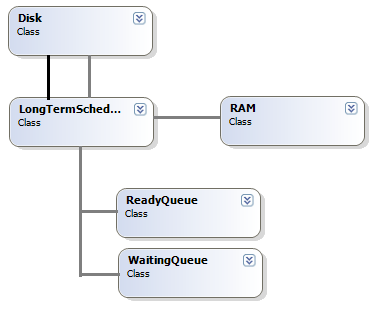 Disk
Class
LongTermSched...
Class
RAM
Class
ReadyQueue
Class
WaitingQueue
Class